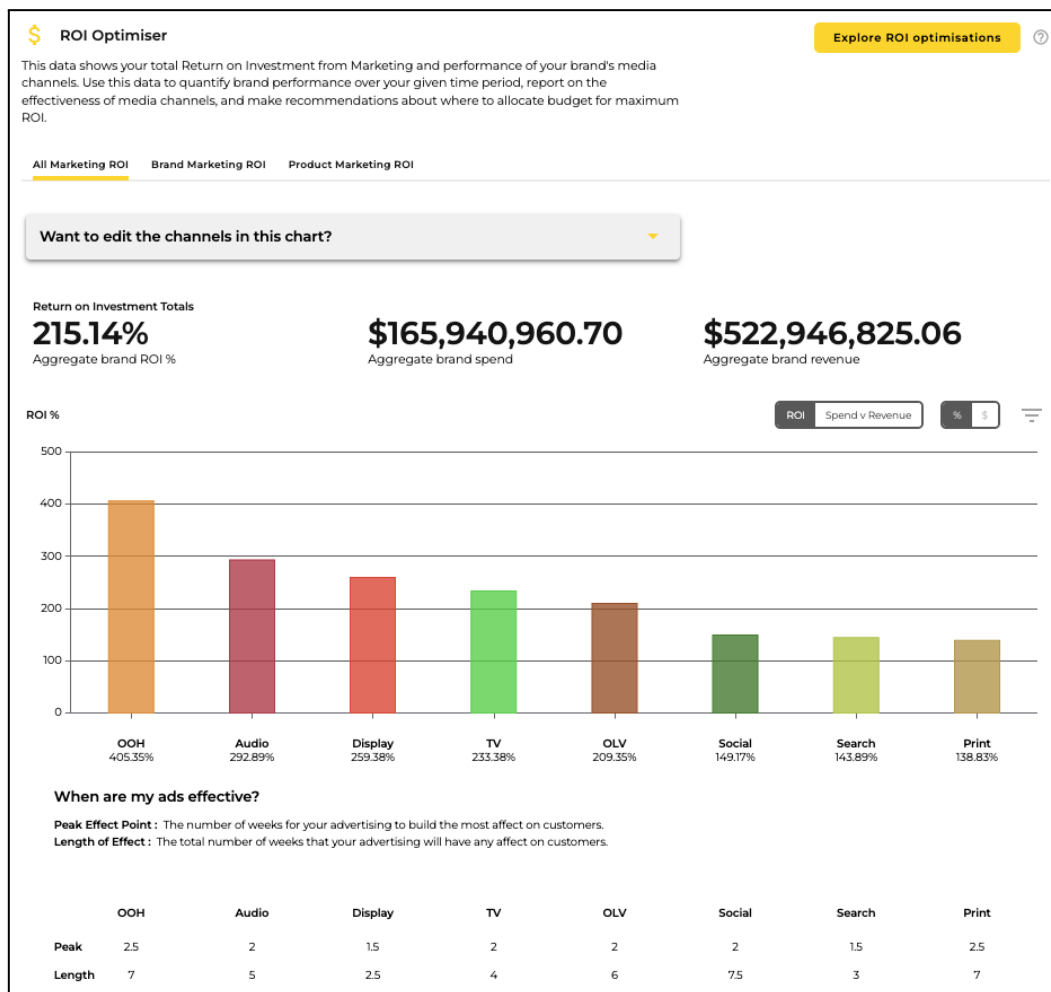 $ ROI Optimiser
Explore ROI optimisations ?
This data shows your total Return on Investment from Marketing and performance of your brand's media
channels. Use this data to quantify brand performance over your given time period, report on the
effectiveness of media channels, and make recommendations about where to allocate budget for maximum
ROI.
All Marketing ROI Brand Marketing ROI Product Marketing ROI
Want to edit the channels in this chart?
Return on Investment Totals
215.14% $165,940,960.70 $522,946,825.06
Aggregate brand ROI % Aggregate brand spend Aggregate brand revenue
ROI % ROI Spend v Revenue % $
500
400
300
200
100
0
OOH Audio Display TV OLV Social Search Print
405.35% 292.89% 259.38% 233.38% 209.35% 149.17% 143.89% 138.83%
When are my ads effective?
Peak Effect Point : The number of weeks for your advertising to build the most affect on customers.
Length of Effect : The total number of weeks that your advertising will have any affect on customers.
OOH Audio Display TV OLV Social Search Print
Peak 2.5 2 1.5 2 2 2 1.5 2.5
Length 7 5 2.5 4 6 7.5 3 7